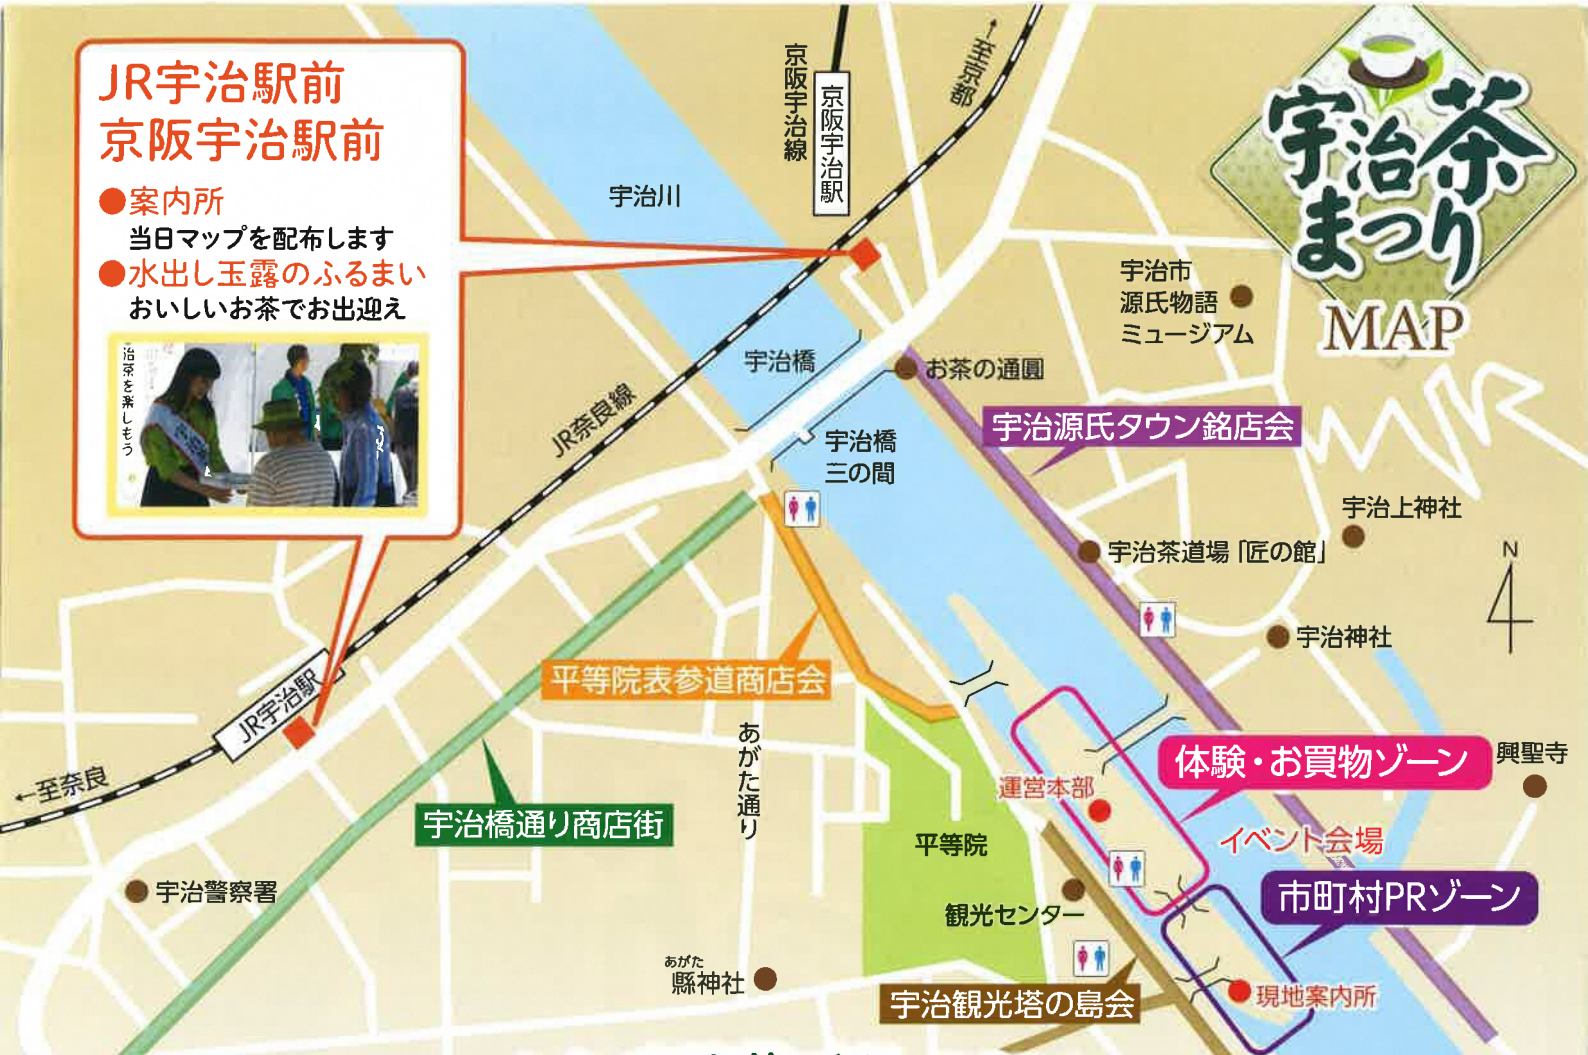 JR宇治駅前
京阪宇治駅前
●案内所
当日マップを配布します
●水出し玉露のふるまい
おいしいお茶でお出迎え
治茶を楽しもう
宇治茶
まつり
MAP
京阪宇治線
京阪宇治駅
←至京都
宇治川
宇治市
源氏物語
ミュージアム
宇治橋
お茶の通圓
JR奈良線
宇治源氏タウン銘店会
宇治橋
三の間
宇治上神社
宇治茶道場「匠の館」
N
宇治神社
平等院表参道商店会
JR宇治駅
あがた通り
体験・お買物ゾーン
興聖寺
←至奈良
運営本部
宇治橋通り商店街
イベント会場
平等院
宇治警察署
市町村PRゾーン
観光センター
あがた
縣神社
宇治観光塔の島会
現地案内所